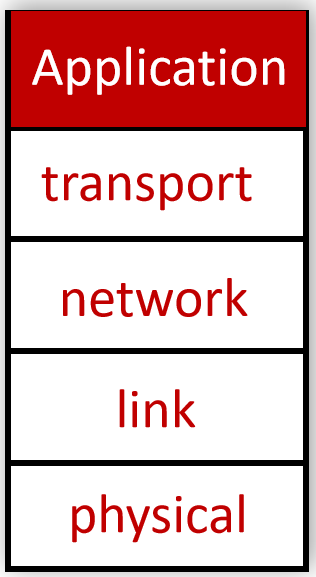 Application
transport
network
link
physical